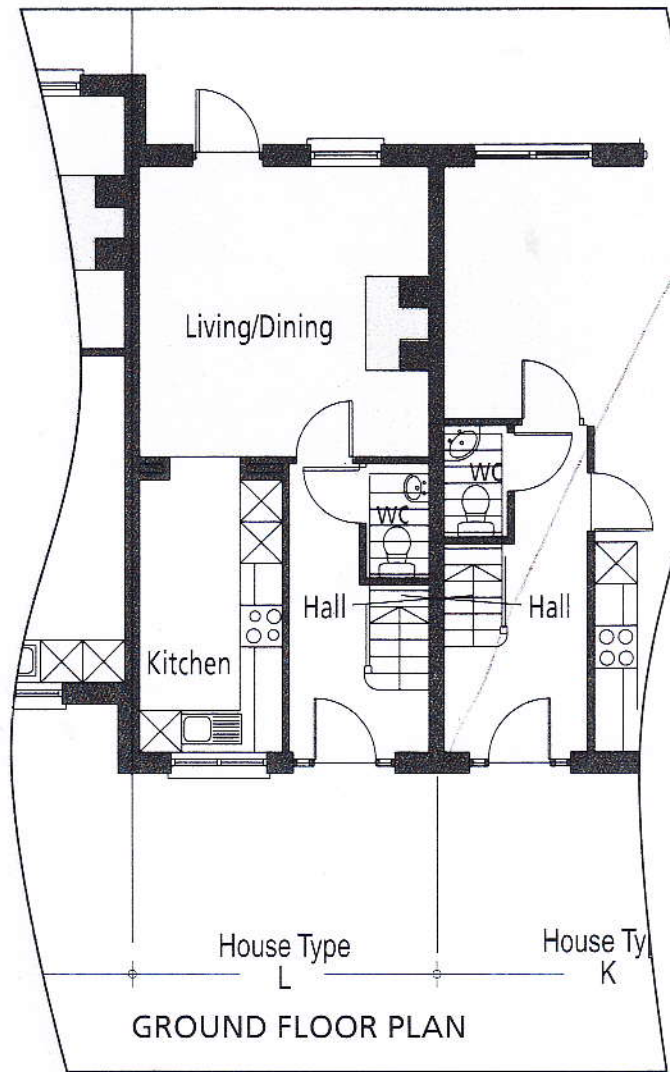 Living/Dining
WC
WC
Hall
Hall
Kitchen
House Type
L
House Ty
K
GROUND FLOOR PLAN